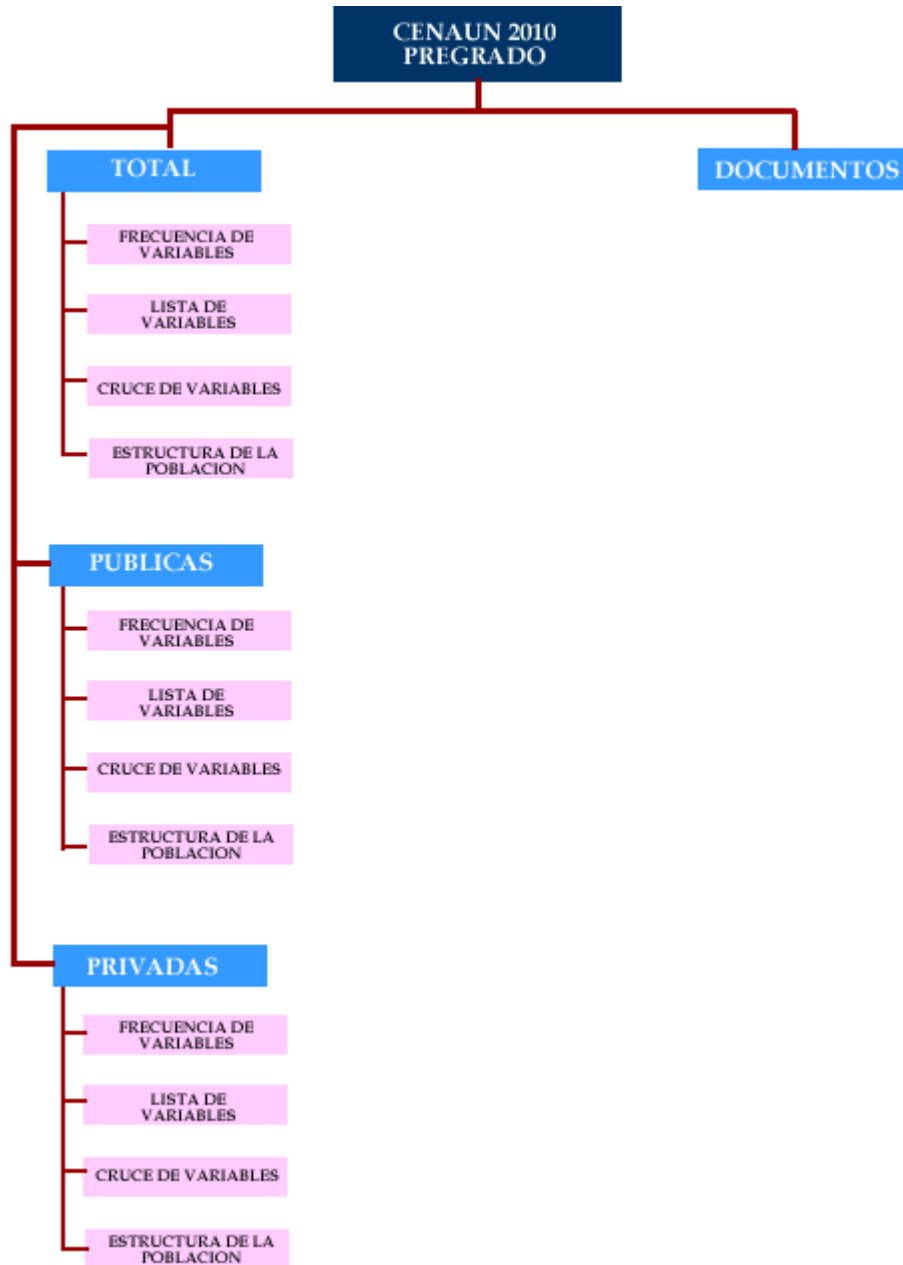 CENAUN 2010
PREGRADO
TOTAL
DOCUMENTOS
FRECUENCIA DE
VARIABLES
LISTA DE
VARIABLES
CRUCE DE VARIABLES
ESTRUCTURA DE LA
POBLACION
PUBLICAS
FRECUENCIA DE
VARIABLES
LISTA DE
VARIABLES
CRUCE DE VARIABLES
ESTRUCTURA DE LA
POBLACION
PRIVADAS
FRECUENCIA DE
VARIABLES
LISTA DE
VARIABLES
CRUCE DE VARIABLES
ESTRUCTURA DE LA
POBLACION